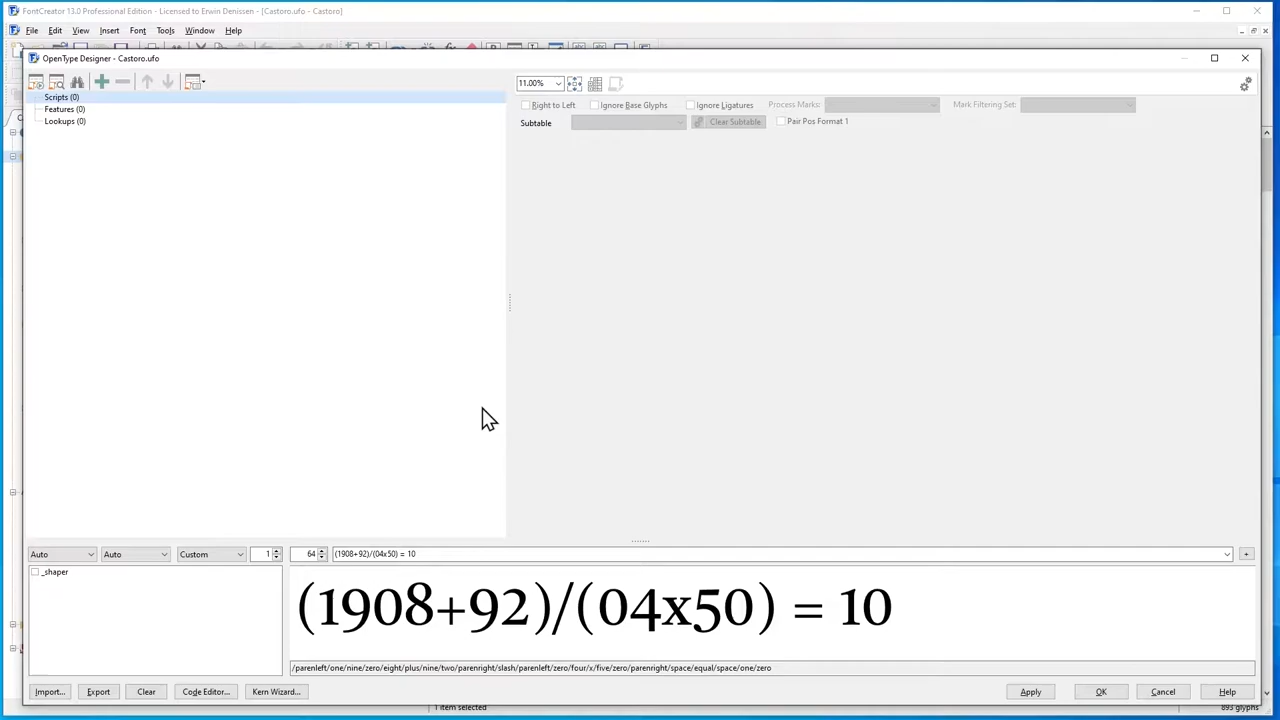 FontCreator 13.0 Professional Edition - Licensed to Erwin Denissen - [Castoro.ufo - Castoro]
File Edit View Insert Font Tools Window Help
OpenType Designer - Castoro.ufo
Scripts (0)
Features (0)
Lookups (0)
11.00%
Right to Left Ignore Base Glyphs Ignore Ligatures Process Marks: Mark Filtering Set:
Subtable Clear Subtable Pair Pos Format 1
Auto Auto Custom 1 64 (1908+92)/(04x50) = 10
_shaper
(1908+92)/(04x50) = 10
/parenleft/one/nine/zero/eight/plus/nine/two/parenright/slash/parenleft/zero/four/x/five/zero/parenright/space/equal/space/one/zero
Import... Export Clear Code Editor... Kern Wizard... Apply OK Cancel Help
1 item selected 893 glyphs